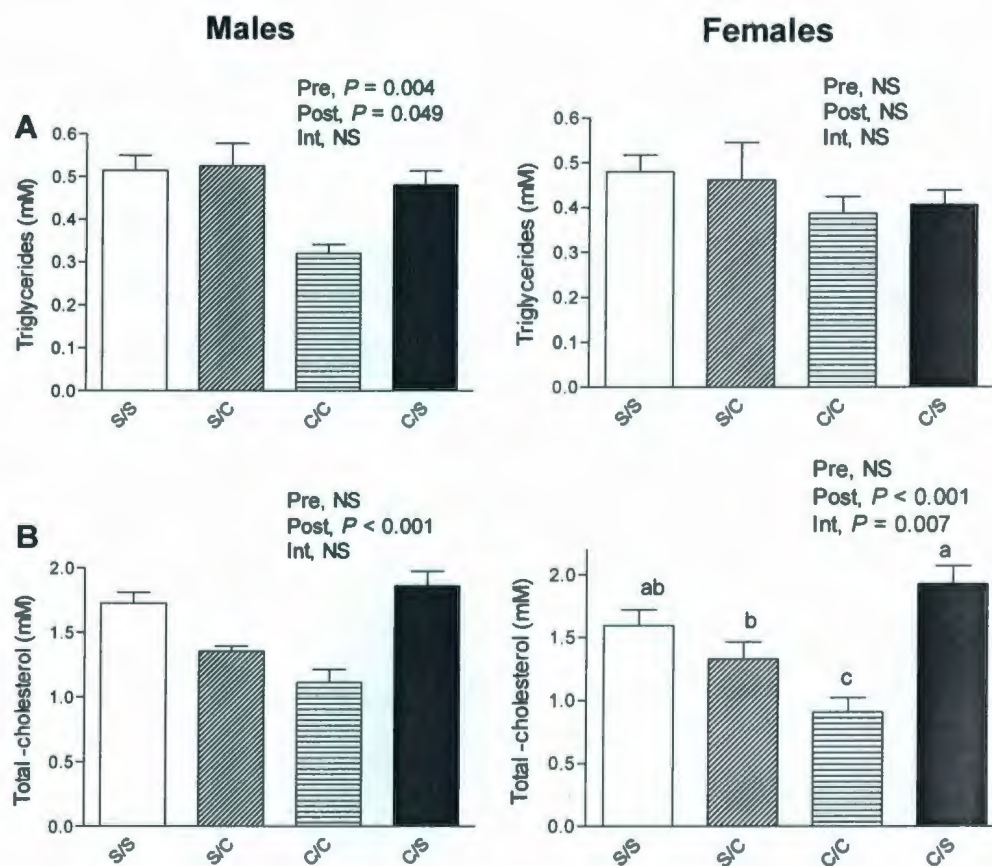 Males
Females
Pre, P = 0.004
Post, P = 0.049
Int, NS
Pre, NS
Post, NS
Int, NS
A
Triglycerides (mM)
0.6
0.5
0.4
0.3
0.2
0.1
0.0
S/S
S/C
C/C
C/S
Triglycerides (mM)
0.6
0.5
0.4
0.3
0.2
0.1
0.0
S/S
S/C
C/C
C/S
Pre, NS
Post, P < 0.001
Int, NS
Pre, NS
Post, P < 0.001
Int, P = 0.007
B
Total -cholesterol (mM)
2.0
1.5
1.0
0.5
0.0
S/S
S/C
C/C
C/S
Total -cholesterol (mM)
2.0
1.5
1.0
0.5
0.0
ab
b
c
a
S/S
S/C
C/C
C/S